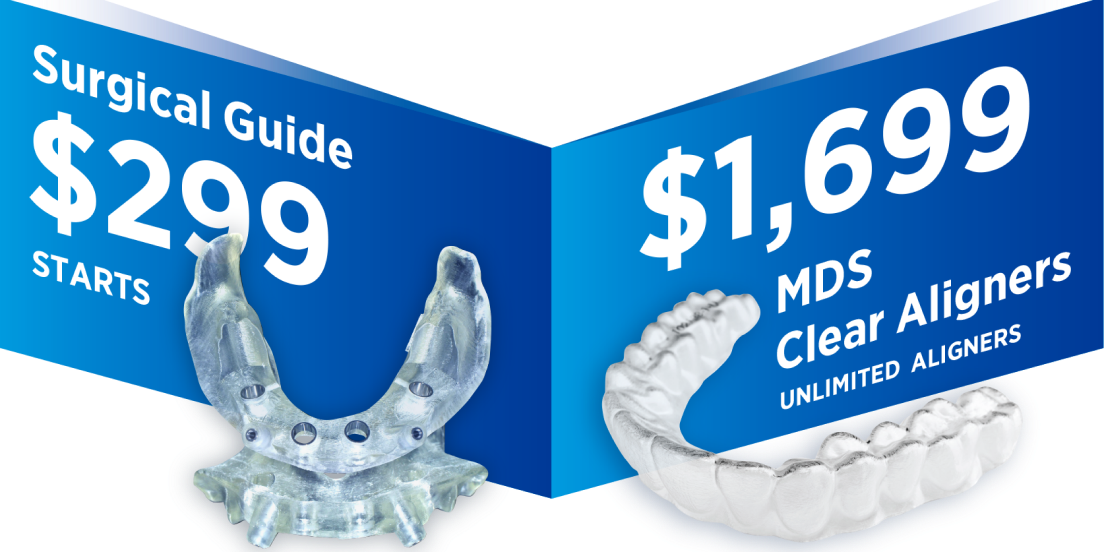 Surgical Guide
$299
STARTS
$1,699
MDS
Clear Aligners
UNLIMITED ALIGNERS